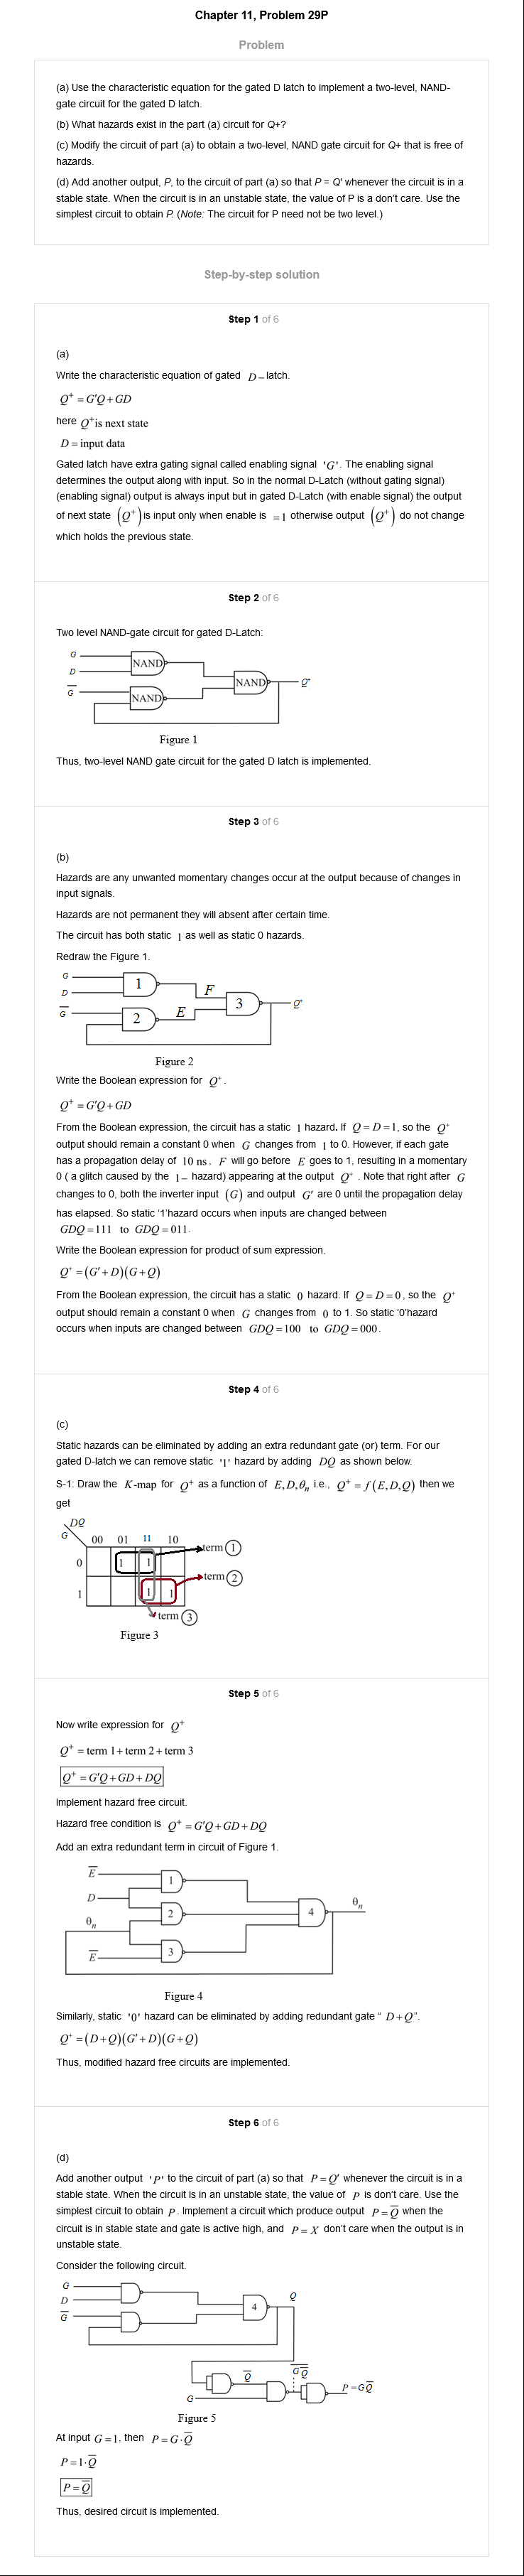 Chapter 11, Problem 29P
Problem
(a) Use the characteristic equation for the gated D latch to implement a two-level, NAND-
gate circuit for the gated D latch.
(b) What hazards exist in the part (a) circuit for Q+?
(c) Modify the circuit of part (a) to obtain a two-level, NAND gate circuit for Q+ that is free of
hazards.
(d) Add another output, P, to the circuit of part (a) so that P = Q′ whenever the circuit is in a
stable state. When the circuit is in an unstable state, the value of P is a don't care. Use the
simplest circuit to obtain P. (Note: The circuit for P need not be two level.)
Step-by-step solution
Step 1 of 6
(a)
Write the characteristic equation of gated D – latch.
Q⁺ = G′Q + GD
here Q⁺ is next state
D = input data
Gated latch have extra gating signal called enabling signal 'G'. The enabling signal
determines the output along with input. So in the normal D-Latch (without gating signal)
(enabling signal) output is always input but in gated D-Latch (with enable signal) the output
of next state (Q⁺) is input only when enable is =1 otherwise output (Q⁺) do not change
which holds the previous state.
Step 2 of 6
Two level NAND-gate circuit for gated D-Latch:
G
NAND
D
NAND Q⁺
G̅
NAND
Figure 1
Thus, two-level NAND gate circuit for the gated D latch is implemented.
Step 3 of 6
(b)
Hazards are any unwanted momentary changes occur at the output because of changes in
input signals.
Hazards are not permanent they will absent after certain time.
The circuit has both static 1 as well as static 0 hazards.
Redraw the Figure 1.
G
1
D F
3 Q⁺
G̅ E
2
Figure 2
Write the Boolean expression for Q⁺.
Q⁺ = G′Q + GD
From the Boolean expression, the circuit has a static 1 hazard. If Q = D = 1, so the Q⁺
output should remain a constant 0 when G changes from 1 to 0. However, if each gate
has a propagation delay of 10 ns, F will go before E goes to 1, resulting in a momentary
0 ( a glitch caused by the 1– hazard) appearing at the output Q⁺ . Note that right after G
changes to 0, both the inverter input (G) and output G′ are 0 until the propagation delay
has elapsed. So static '1'hazard occurs when inputs are changed between
GDQ = 111 to GDQ = 011.
Write the Boolean expression for product of sum expression.
Q⁺ = (G′ + D)(G + Q)
From the Boolean expression, the circuit has a static 0 hazard. If Q = D = 0, so the Q⁺
output should remain a constant 0 when G changes from 0 to 1. So static '0'hazard
occurs when inputs are changed between GDQ = 100 to GDQ = 000.
Step 4 of 6
(c)
Static hazards can be eliminated by adding an extra redundant gate (or) term. For our
gated D-latch we can remove static '1' hazard by adding DQ as shown below.
S-1: Draw the K-map for Q⁺ as a function of E, D, θₙ i.e., Q⁺ = f(E, D, Q) then we
get
DQ
G 00 01 11 10
term 1
0 1 1
term 2
1 1 1
term 3
Figure 3
Step 5 of 6
Now write expression for Q⁺
Q⁺ = term 1 + term 2 + term 3
Q⁺ = G′Q + GD + DQ
Implement hazard free circuit.
Hazard free condition is Q⁺ = G′Q + GD + DQ
Add an extra redundant term in circuit of Figure 1.
E̅ 1
D
2 4 θₙ
θₙ
E̅ 3
Figure 4
Similarly, static '0' hazard can be eliminated by adding redundant gate " D + Q".
Q⁺ = (D + Q)(G′ + D)(G + Q)
Thus, modified hazard free circuits are implemented.
Step 6 of 6
(d)
Add another output 'P' to the circuit of part (a) so that P = Q′ whenever the circuit is in a
stable state. When the circuit is in an unstable state, the value of P is don't care. Use the
simplest circuit to obtain P. Implement a circuit which produce output P = Q̅ when the
circuit is in stable state and gate is active high, and P = X don't care when the output is in
unstable state.
Consider the following circuit.
G
D Q
4
G̅
Q̅ G̅Q̅
G P = GQ̅
Figure 5
At input G = 1, then P = G·Q̅
P = 1·Q̅
P = Q̅
Thus, desired circuit is implemented.